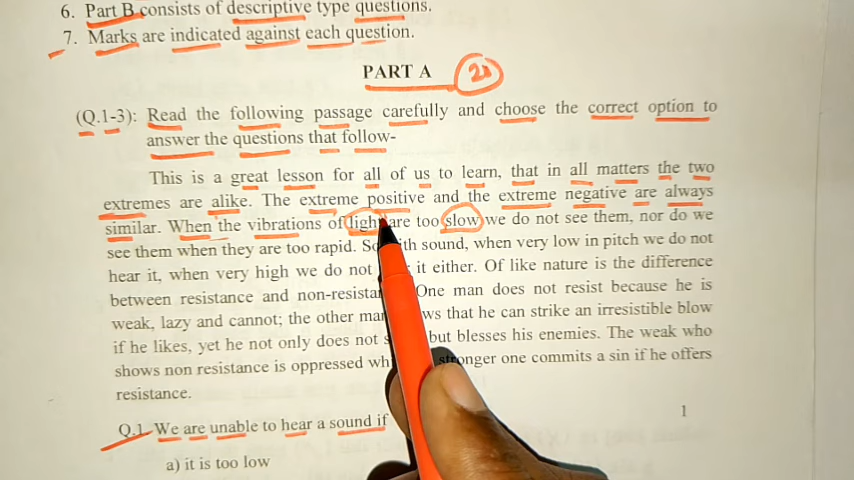 6. Part B consists of descriptive type questions.
7. Marks are indicated against each question.
PART A 20
(Q.1-3): Read the following passage carefully and choose the correct option to
answer the questions that follow-
This is a great lesson for all of us to learn, that in all matters the two
extremes are alike. The extreme positive and the extreme negative are always
similar. When the vibrations of light are too slow we do not see them, nor do we
see them when they are too rapid. So with sound, when very low in pitch we do not
hear it, when very high we do not it either. Of like nature is the difference
between resistance and non-resistan One man does not resist because he is
weak, lazy and cannot; the other man ws that he can strike an irresistible blow
if he likes, yet he not only does not s but blesses his enemies. The weak who
shows non resistance is oppressed wh stronger one commits a sin if he offers
resistance.
1
Q.1. We are unable to hear a sound if
a) it is too low